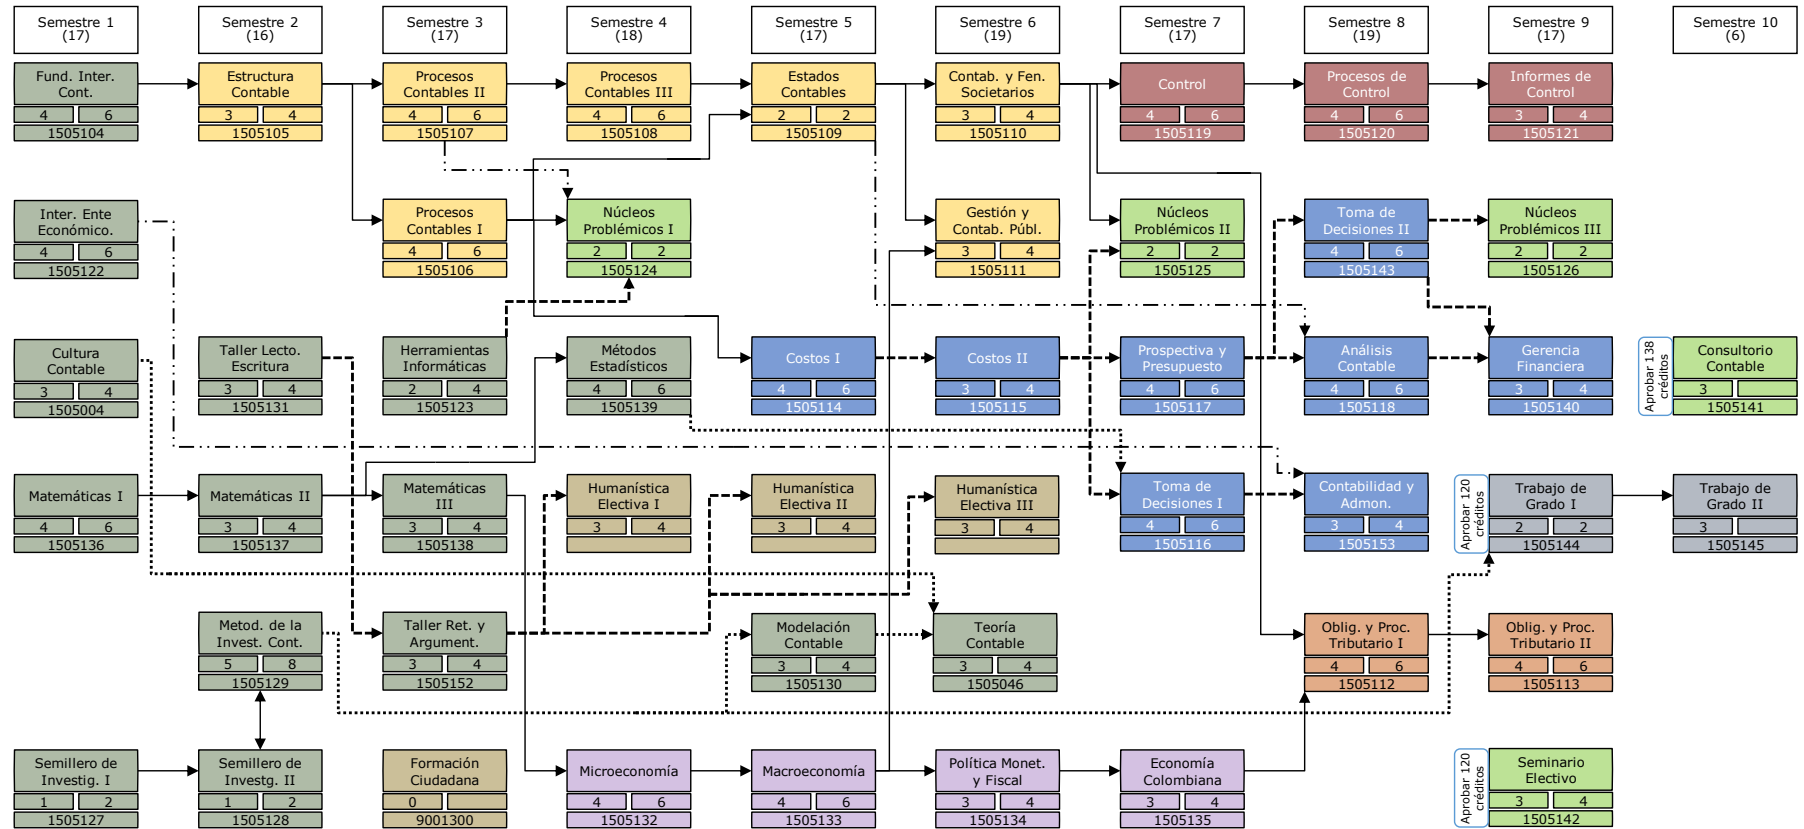 Semestre 1
(17)
Semestre 2
(16)
Semestre 3
(17)
Semestre 4
(18)
Semestre 5
(17)
Semestre 6
(19)
Semestre 7
(17)
Semestre 8
(19)
Semestre 9
(17)
Semestre 10
(6)
Fund. Inter.
Cont.
4 6
1505104
Estructura
Contable
3 4
1505105
Procesos
Contables II
4 6
1505107
Procesos
Contables III
4 6
1505108
Estados
Contables
2 2
1505109
Contab. y Fen.
Societarios
3 4
1505110
Control
4 6
1505119
Procesos de
Control
4 6
1505120
Informes de
Control
3 4
1505121
Inter. Ente
Económico.
4 6
1505122
Procesos
Contables I
4 6
1505106
Núcleos
Problémicos I
2 2
1505124
Gestión y
Contab. Públ.
3 4
1505111
Núcleos
Problémicos II
2 2
1505125
Toma de
Decisiones II
4 6
1505143
Núcleos
Problémicos III
2 2
1505126
Cultura
Contable
3 4
1505004
Taller Lecto.
Escritura
3 4
1505131
Herramientas
Informáticas
2 4
1505123
Métodos
Estadísticos
4 6
1505139
Costos I
4 6
1505114
Costos II
3 4
1505115
Prospectiva y
Presupuesto
4 6
1505117
Análisis
Contable
4 6
1505118
Gerencia
Financiera
3 4
1505140
Aprobar 138
créditos
Consultorio
Contable
3
1505141
Matemáticas I
4 6
1505136
Matemáticas II
3 4
1505137
Matemáticas
III
3 4
1505138
Humanística
Electiva I
3 4
Humanística
Electiva II
3 4
Humanística
Electiva III
3 4
Toma de
Decisiones I
4 6
1505116
Contabilidad y
Admon.
3 4
1505153
Aprobar 120
créditos
Trabajo de
Grado I
2 2
1505144
Trabajo de
Grado II
3
1505145
Metod. de la
Invest. Cont.
5 8
1505129
Taller Ret. y
Argument.
3 4
1505152
Modelación
Contable
3 4
1505130
Teoría
Contable
3 4
1505046
Oblig. y Proc.
Tributario I
4 6
1505112
Oblig. y Proc.
Tributario II
4 6
1505113
Semillero de
Investig. I
1 2
1505127
Semillero de
Investg. II
1 2
1505128
Formación
Ciudadana
0
9001300
Microeconomía
4 6
1505132
Macroeconomía
4 6
1505133
Política Monet.
y Fiscal
3 4
1505134
Economía
Colombiana
3 4
1505135
Aprobar 120
créditos
Seminario
Electivo
3 4
1505142